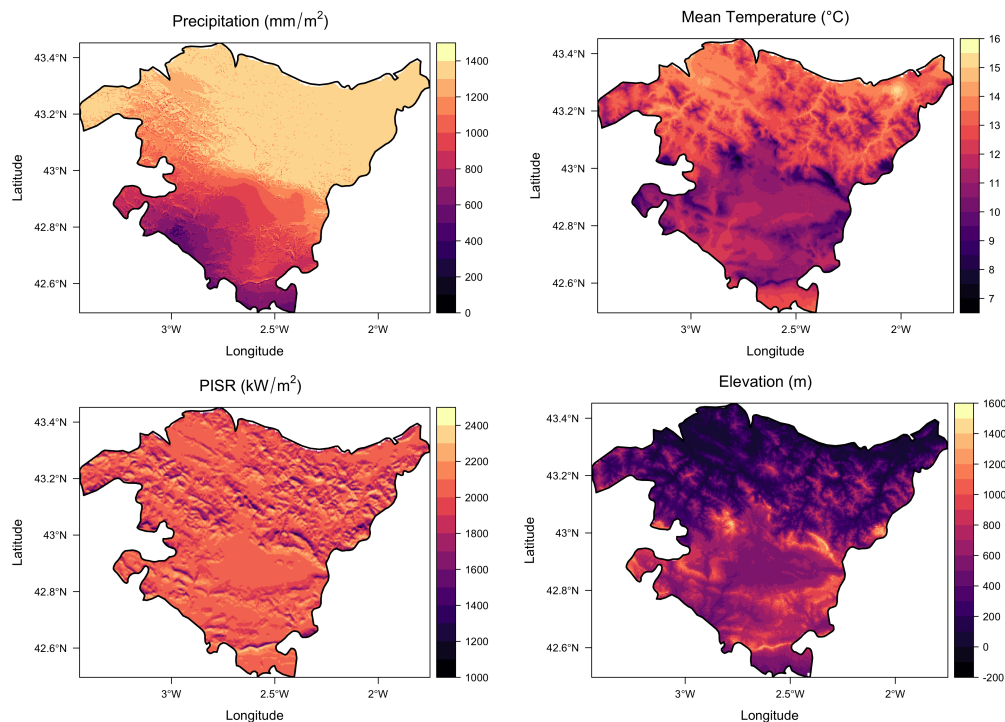 Precipitation (mm/m²)
Latitude
43.4°N
43.2°N
43°N
42.8°N
42.6°N
3°W
2.5°W
2°W
Longitude
1400
1200
1000
800
600
400
200
0
Mean Temperature (°C)
Latitude
43.4°N
43.2°N
43°N
42.8°N
42.6°N
3°W
2.5°W
2°W
Longitude
16
15
14
13
12
11
10
9
8
7
PISR (kW/m²)
Latitude
43.4°N
43.2°N
43°N
42.8°N
42.6°N
3°W
2.5°W
2°W
Longitude
2400
2200
2000
1800
1600
1400
1200
1000
Elevation (m)
Latitude
43.4°N
43.2°N
43°N
42.8°N
42.6°N
3°W
2.5°W
2°W
Longitude
1600
1400
1200
1000
800
600
400
200
0
-200